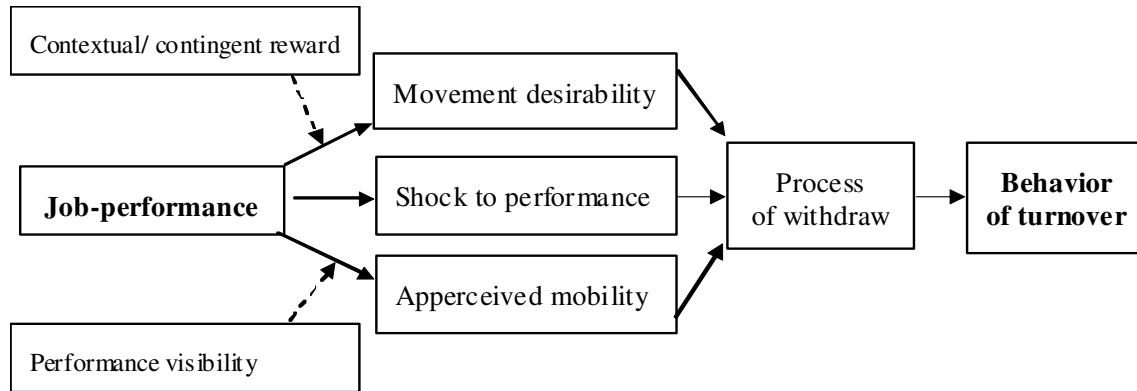 Contextual/ contingent reward
Movement desirability
Job-performance
Shock to performance
Process
of withdraw
Behavior
of turnover
Apperceived mobility
Performance visibility